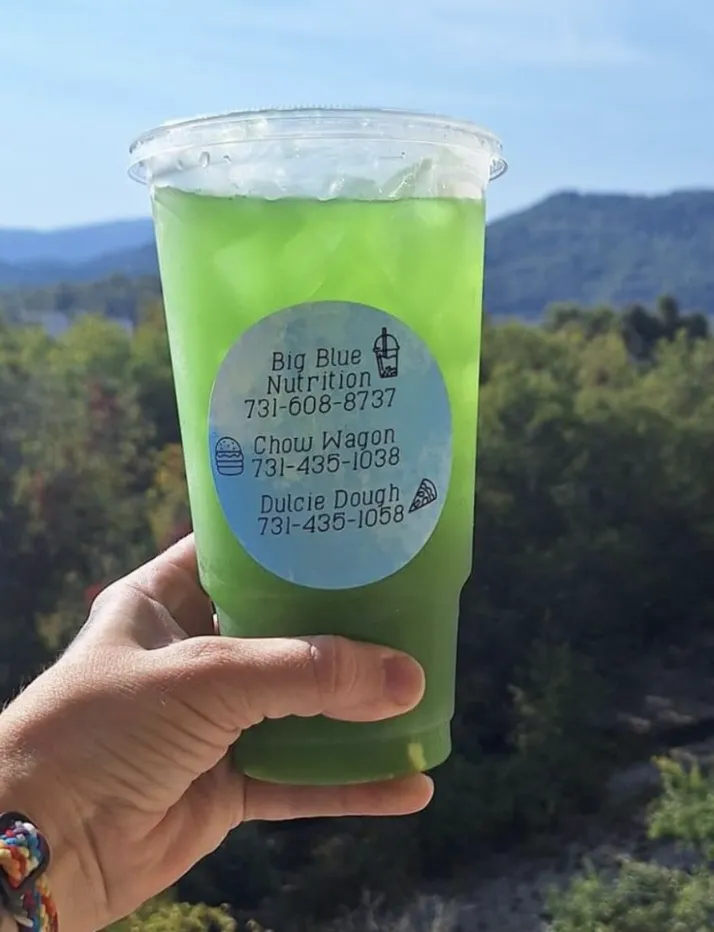 Big Blue
Nutrition
731-608-8737
Chow Wagon
731-435-1038
Dulcie Dough
731-435-1058